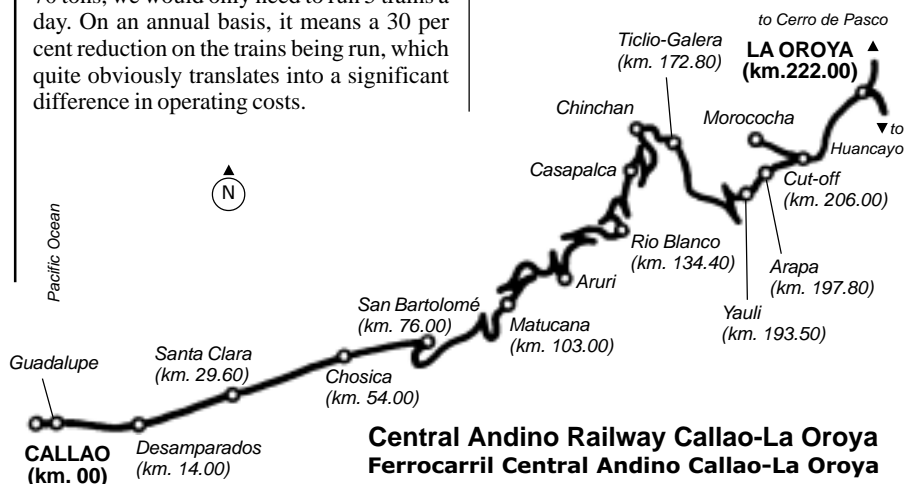 70 tons, we would only need to run 5 trains a
day. On an annual basis, it means a 30 per
cent reduction on the trains being run, which
quite obviously translates into a significant
difference in operating costs.
to Cerro de Pasco
Ticlio-Galera
(km. 172.80)
LA OROYA
(km.222.00)
Chinchan
Morococha
to
Huancayo
Casapalca
Cut-off
(km. 206.00)
N
Pacific Ocean
Rio Blanco
(km. 134.40)
Arapa
(km. 197.80)
Aruri
Yauli
(km. 193.50)
San Bartolomé
(km. 76.00)
Matucana
(km. 103.00)
Santa Clara
(km. 29.60)
Guadalupe
Chosica
(km. 54.00)
CALLAO
(km. 00)
Desamparados
(km. 14.00)
Central Andino Railway Callao-La Oroya
Ferrocarril Central Andino Callao-La Oroya